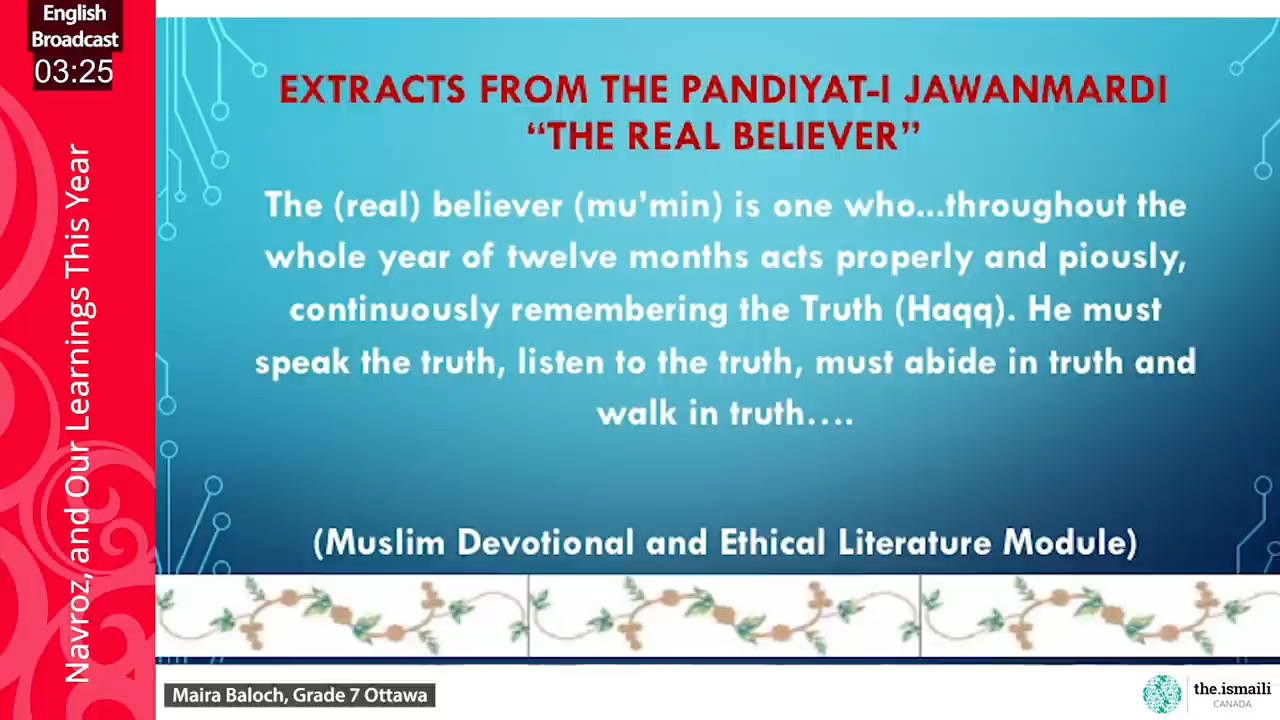 English
Broadcast
03:25
Navroz, and Our Learnings This Year
EXTRACTS FROM THE PANDIYAT-I JAWANMARDI
“THE REAL BELIEVER”
The (real) believer (mu’min) is one who...throughout the
whole year of twelve months acts properly and piously,
continuously remembering the Truth (Haqq). He must
speak the truth, listen to the truth, must abide in truth and
walk in truth....
(Muslim Devotional and Ethical Literature Module)
Maira Baloch, Grade 7 Ottawa
the.ismaili
CANADA